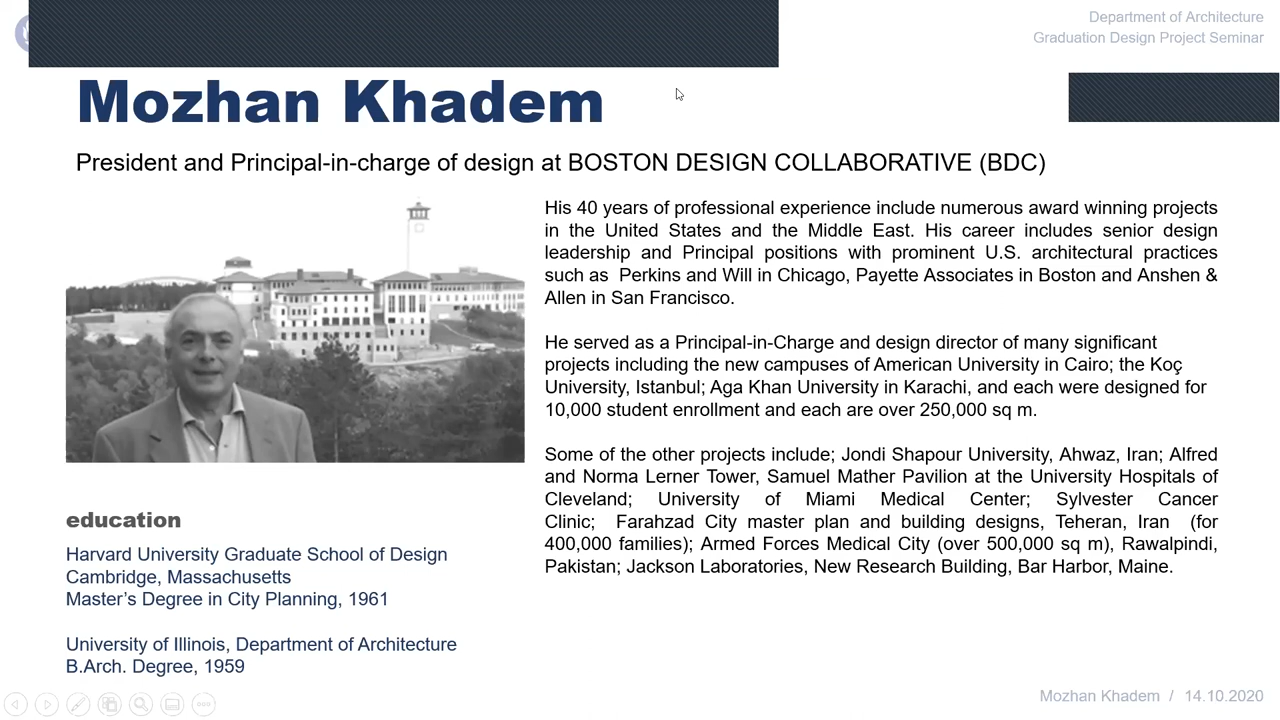 Department of Architecture
Graduation Design Project Seminar
Mozhan Khadem
President and Principal-in-charge of design at BOSTON DESIGN COLLABORATIVE (BDC)
His 40 years of professional experience include numerous award winning projects
in the United States and the Middle East. His career includes senior design
leadership and Principal positions with prominent U.S. architectural practices
such as Perkins and Will in Chicago, Payette Associates in Boston and Anshen &
Allen in San Francisco.
He served as a Principal-in-Charge and design director of many significant
projects including the new campuses of American University in Cairo; the Koç
University, Istanbul; Aga Khan University in Karachi, and each were designed for
10,000 student enrollment and each are over 250,000 sq m.
Some of the other projects include; Jondi Shapour University, Ahwaz, Iran; Alfred
and Norma Lerner Tower, Samuel Mather Pavilion at the University Hospitals of
Cleveland; University of Miami Medical Center; Sylvester Cancer
Clinic; Farahzad City master plan and building designs, Teheran, Iran (for
400,000 families); Armed Forces Medical City (over 500,000 sq m), Rawalpindi,
Pakistan; Jackson Laboratories, New Research Building, Bar Harbor, Maine.
education
Harvard University Graduate School of Design
Cambridge, Massachusetts
Master's Degree in City Planning, 1961
University of Illinois, Department of Architecture
B.Arch. Degree, 1959
Mozhan Khadem / 14.10.2020